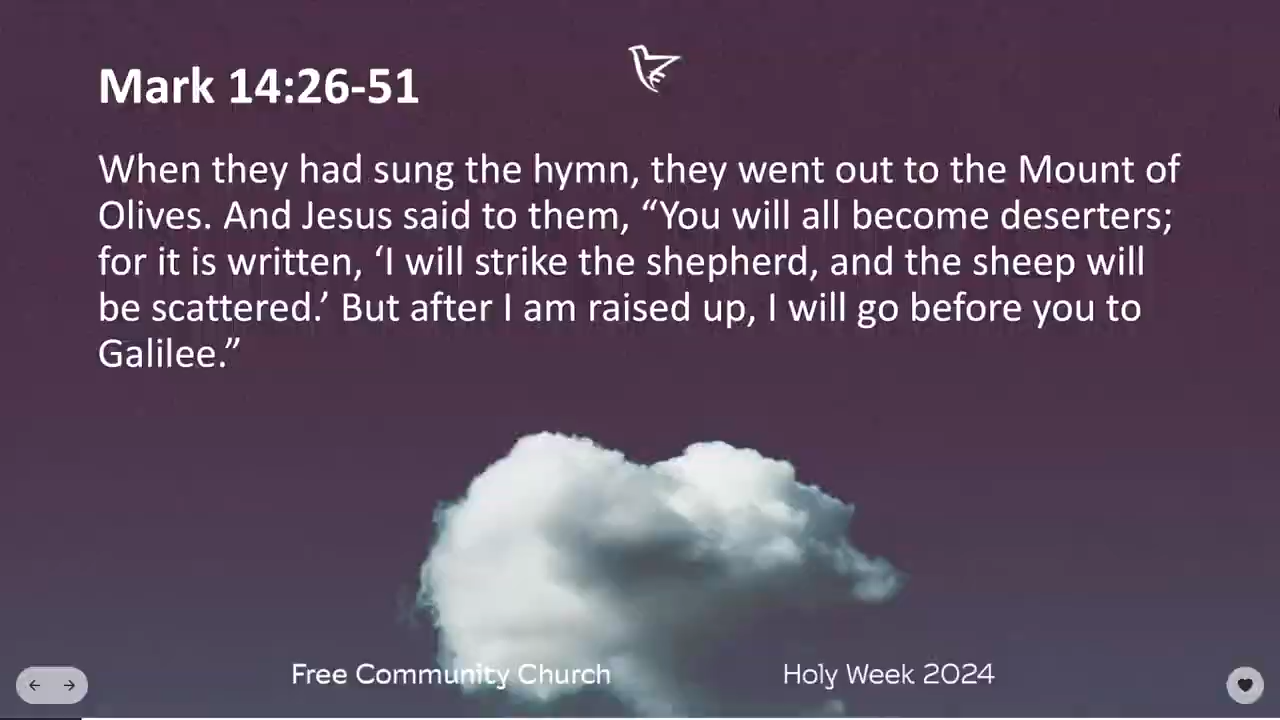 Mark 14:26-51
When they had sung the hymn, they went out to the Mount of
Olives. And Jesus said to them, “You will all become deserters;
for it is written, ‘I will strike the shepherd, and the sheep will
be scattered.’ But after I am raised up, I will go before you to
Galilee.”
Free Community Church
Holy Week 2024